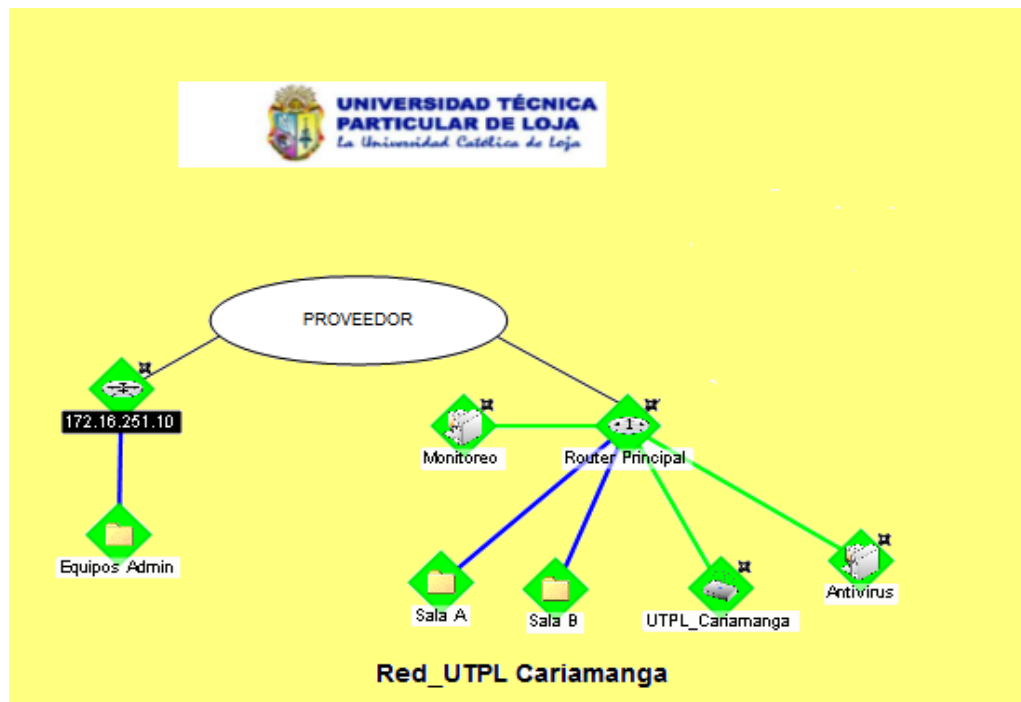 UNIVERSIDAD TÉCNICA
PARTICULAR DE LOJA
La Universidad Católica de Loja
PROVEEDOR
172.16.251.10
Monitoreo
Router Principal
Equipos Admin
Sala A
Sala B
UTPL_Cariamanga
Antivirus
Red_UTPL Cariamanga